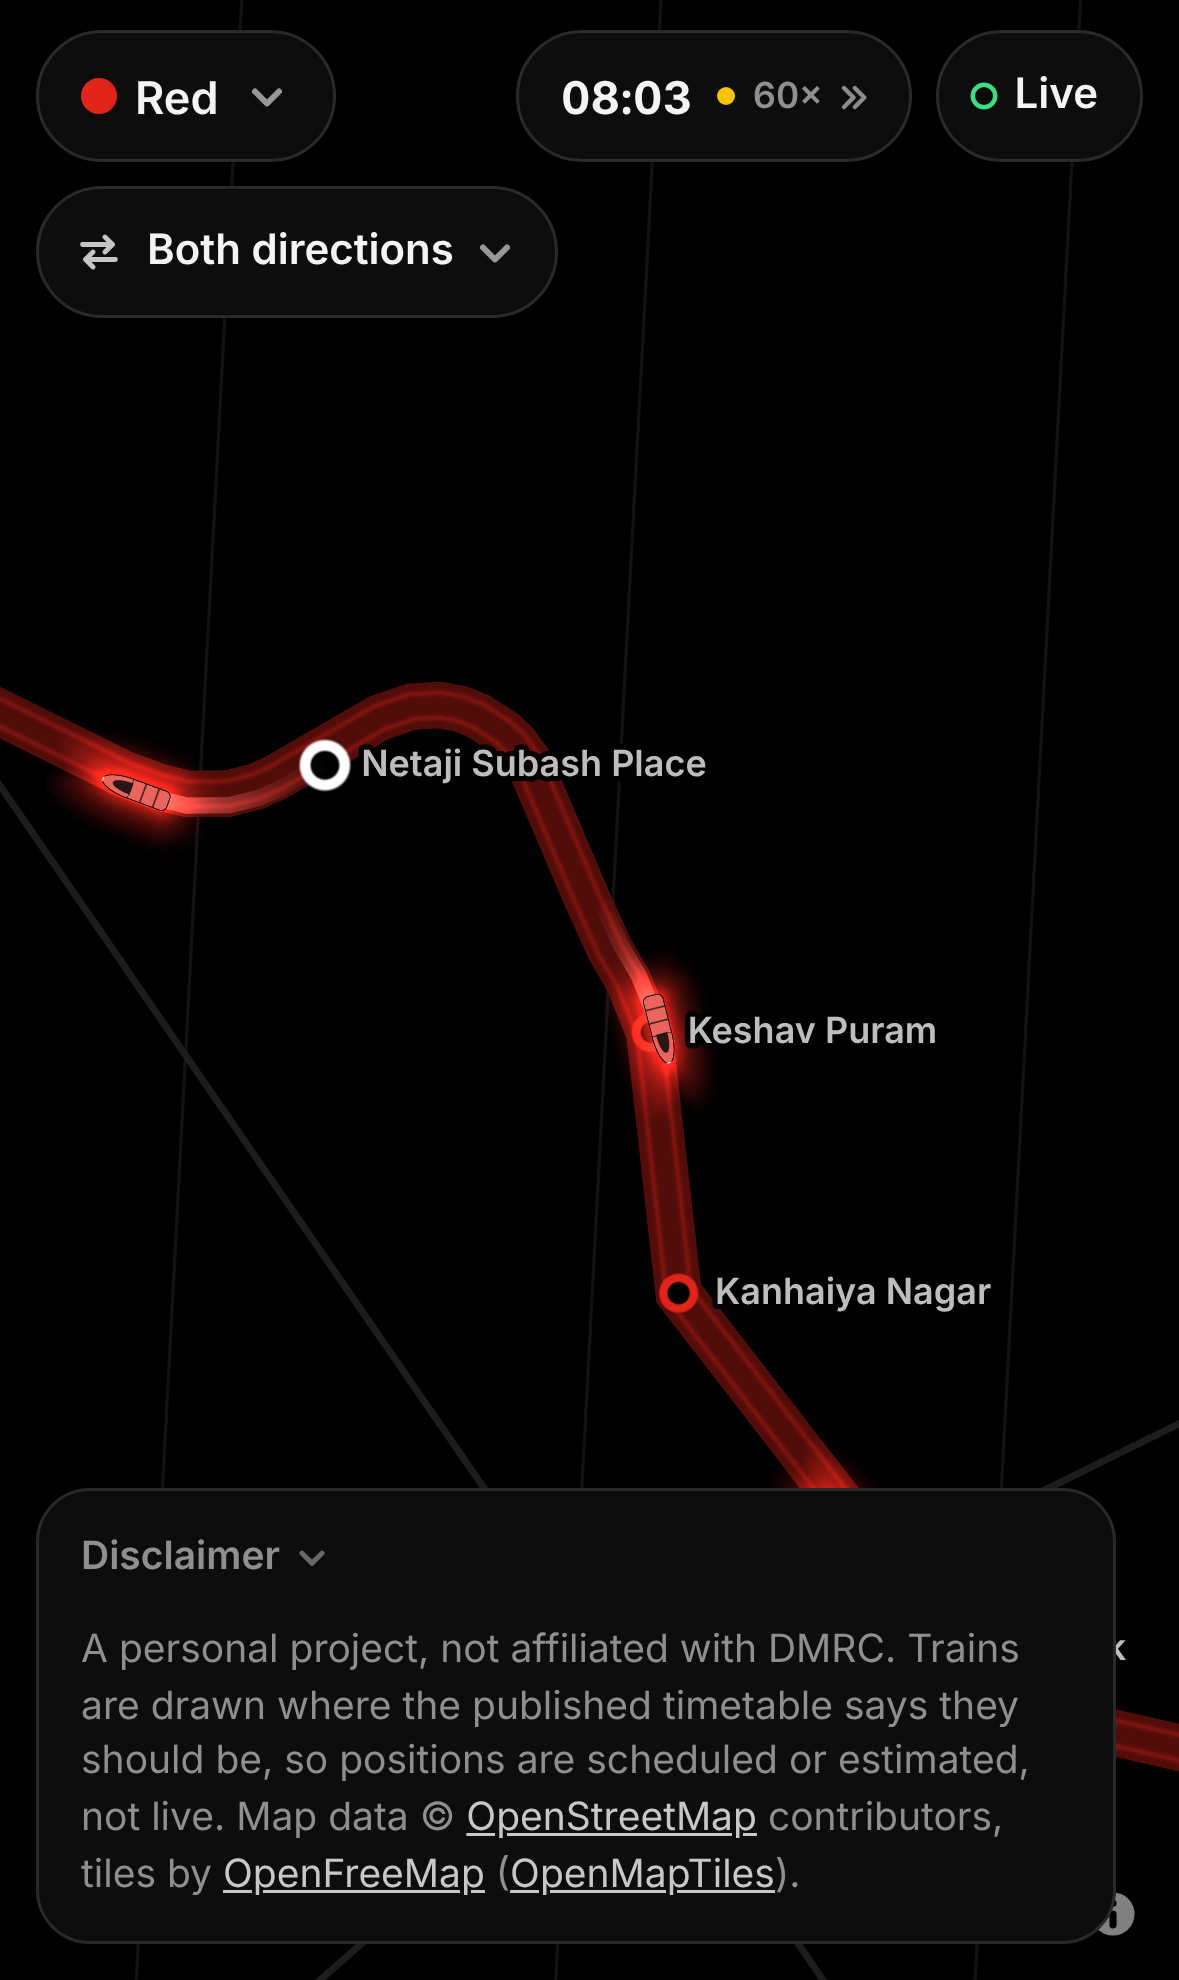 Red
08:03 60×
Live
Both directions
Netaji Subash Place
Keshav Puram
Kanhaiya Nagar
Disclaimer
A personal project, not affiliated with DMRC. Trains
are drawn where the published timetable says they
should be, so positions are scheduled or estimated,
not live. Map data © OpenStreetMap contributors,
tiles by OpenFreeMap (OpenMapTiles).